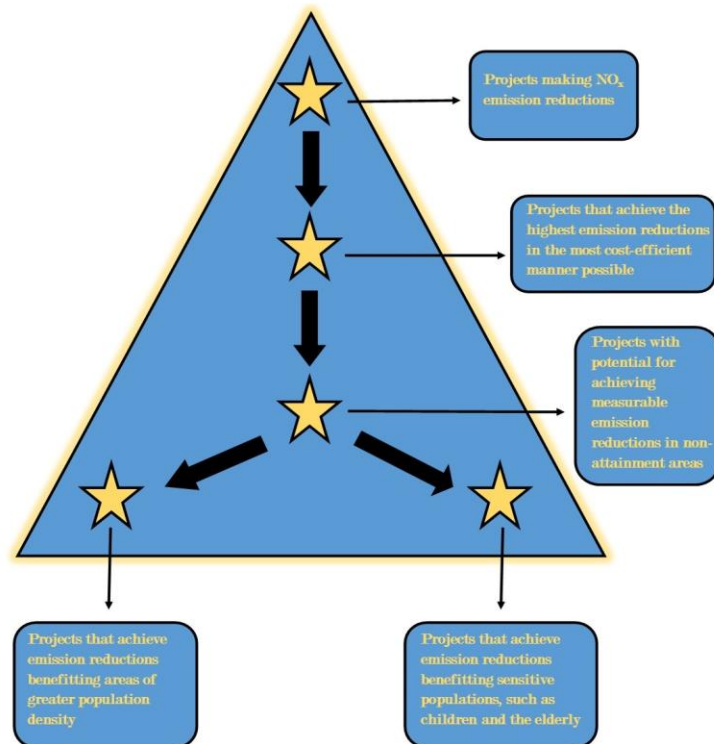 Projects making NOₓ
emission reductions
Projects that achieve the
highest emission reductions
in the most cost-efficient
manner possible
Projects with
potential for
achieving
measurable
emission
reductions in non-
attainment areas
Projects that achieve
emission reductions
benefitting areas of
greater population
density
Projects that achieve
emission reductions
benefitting sensitive
populations, such as
children and the elderly